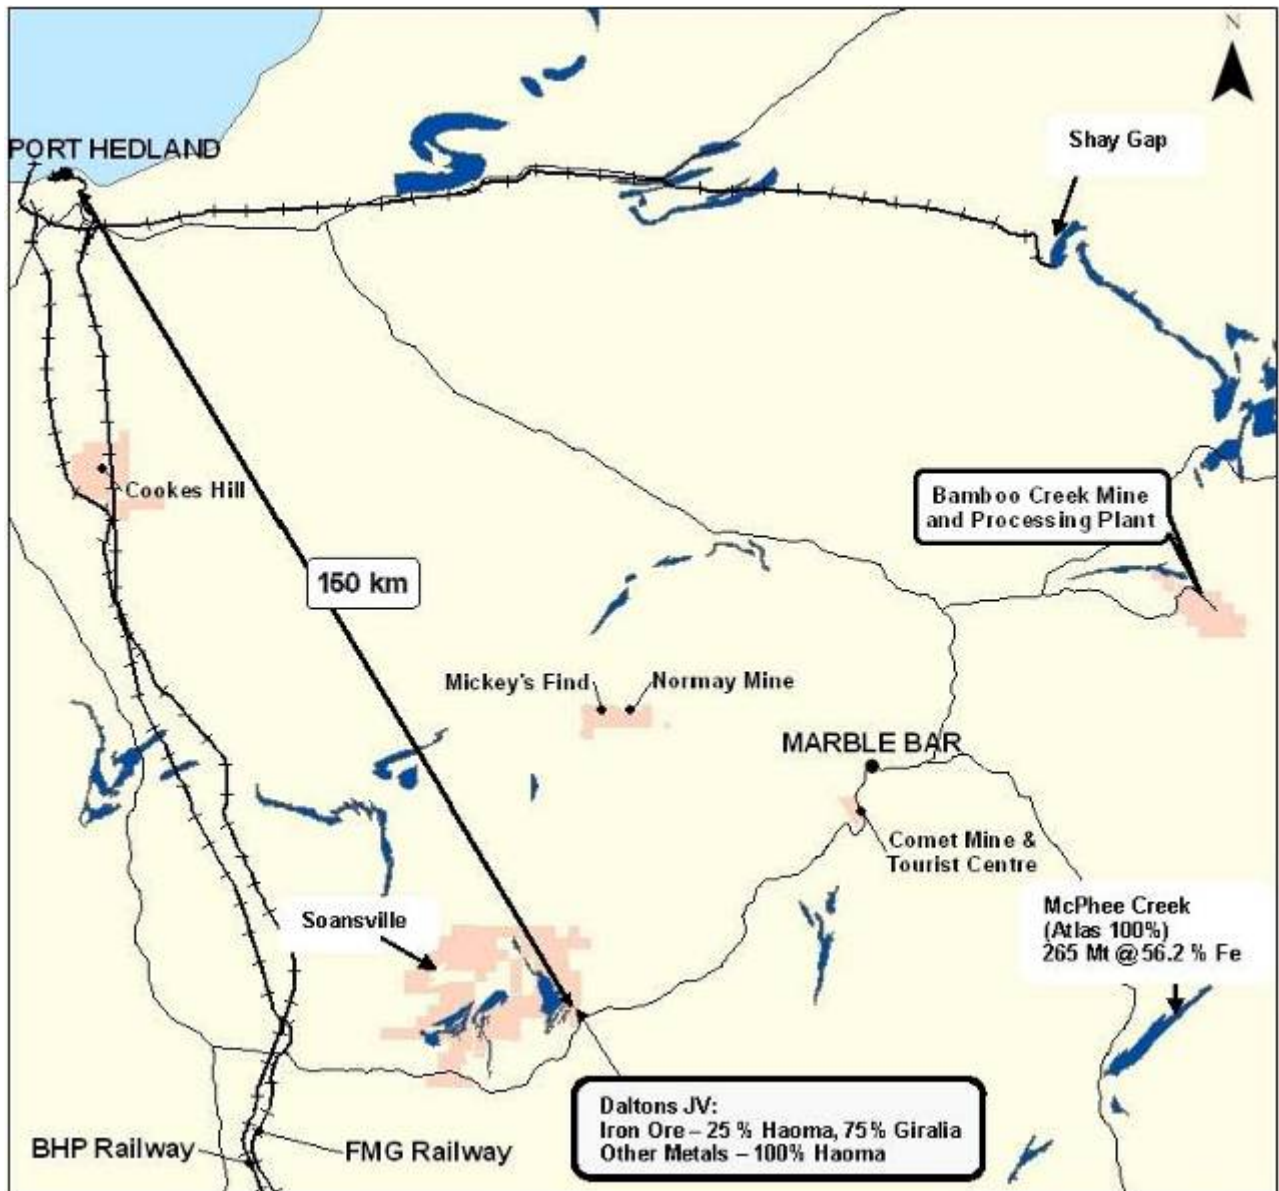 N
PORT HEDLAND
Shay Gap
Cookes Hill
Bamboo Creek Mine
and Processing Plant
150 km
Mickey's Find
Normay Mine
MARBLE BAR
Comet Mine &
Tourist Centre
Soansville
McPhee Creek
(Atlas 100%)
265 Mt @ 56.2 % Fe
Daltons JV:
Iron Ore – 25 % Haoma, 75% Giralia
Other Metals – 100% Haoma
BHP Railway
FMG Railway